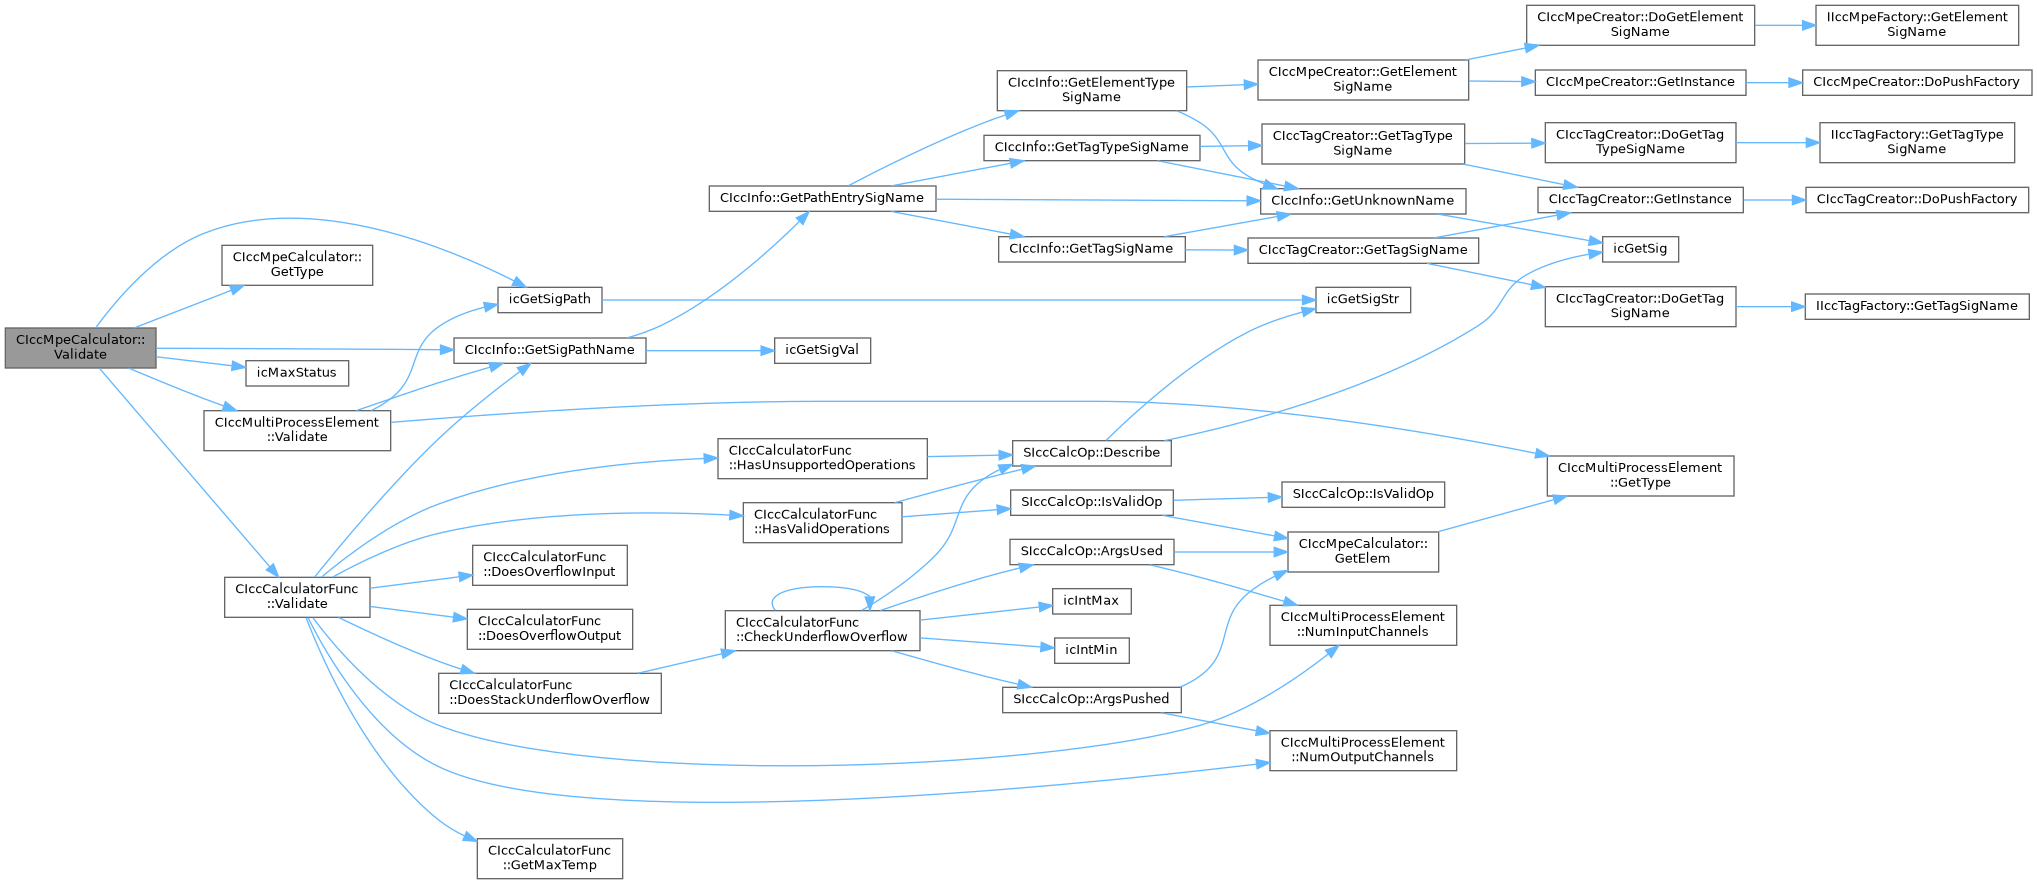 CIccMpeCalculator::
Validate
CIccMpeCalculator::
GetType
icGetSigPath
CIccInfo::GetSigPathName
icMaxStatus
CIccMultiProcessElement
::Validate
CIccCalculatorFunc
::Validate
CIccCalculatorFunc
::DoesOverflowInput
CIccCalculatorFunc
::DoesOverflowOutput
CIccCalculatorFunc
::DoesStackUnderflowOverflow
CIccCalculatorFunc
::GetMaxTemp
CIccInfo::GetPathEntrySigName
icGetSigVal
CIccCalculatorFunc
::HasUnsupportedOperations
CIccCalculatorFunc
::HasValidOperations
CIccCalculatorFunc
::CheckUnderflowOverflow
CIccInfo::GetElementType
SigName
CIccInfo::GetTagTypeSigName
CIccInfo::GetTagSigName
SIccCalcOp::Describe
SIccCalcOp::IsValidOp
SIccCalcOp::ArgsUsed
icIntMax
icIntMin
SIccCalcOp::ArgsPushed
CIccMpeCreator::GetElement
SigName
CIccTagCreator::GetTagType
SigName
CIccInfo::GetUnknownName
CIccTagCreator::GetTagSigName
icGetSigStr
SIccCalcOp::IsValidOp
CIccMpeCalculator::
GetElem
CIccMultiProcessElement
::NumInputChannels
CIccMultiProcessElement
::NumOutputChannels
CIccMpeCreator::DoGetElement
SigName
CIccMpeCreator::GetInstance
CIccTagCreator::DoGetTag
TypeSigName
CIccTagCreator::GetInstance
icGetSig
CIccTagCreator::DoGetTag
SigName
CIccMultiProcessElement
::GetType
IIccMpeFactory::GetElement
SigName
CIccMpeCreator::DoPushFactory
IIccTagFactory::GetTagType
SigName
CIccTagCreator::DoPushFactory
IIccTagFactory::GetTagSigName